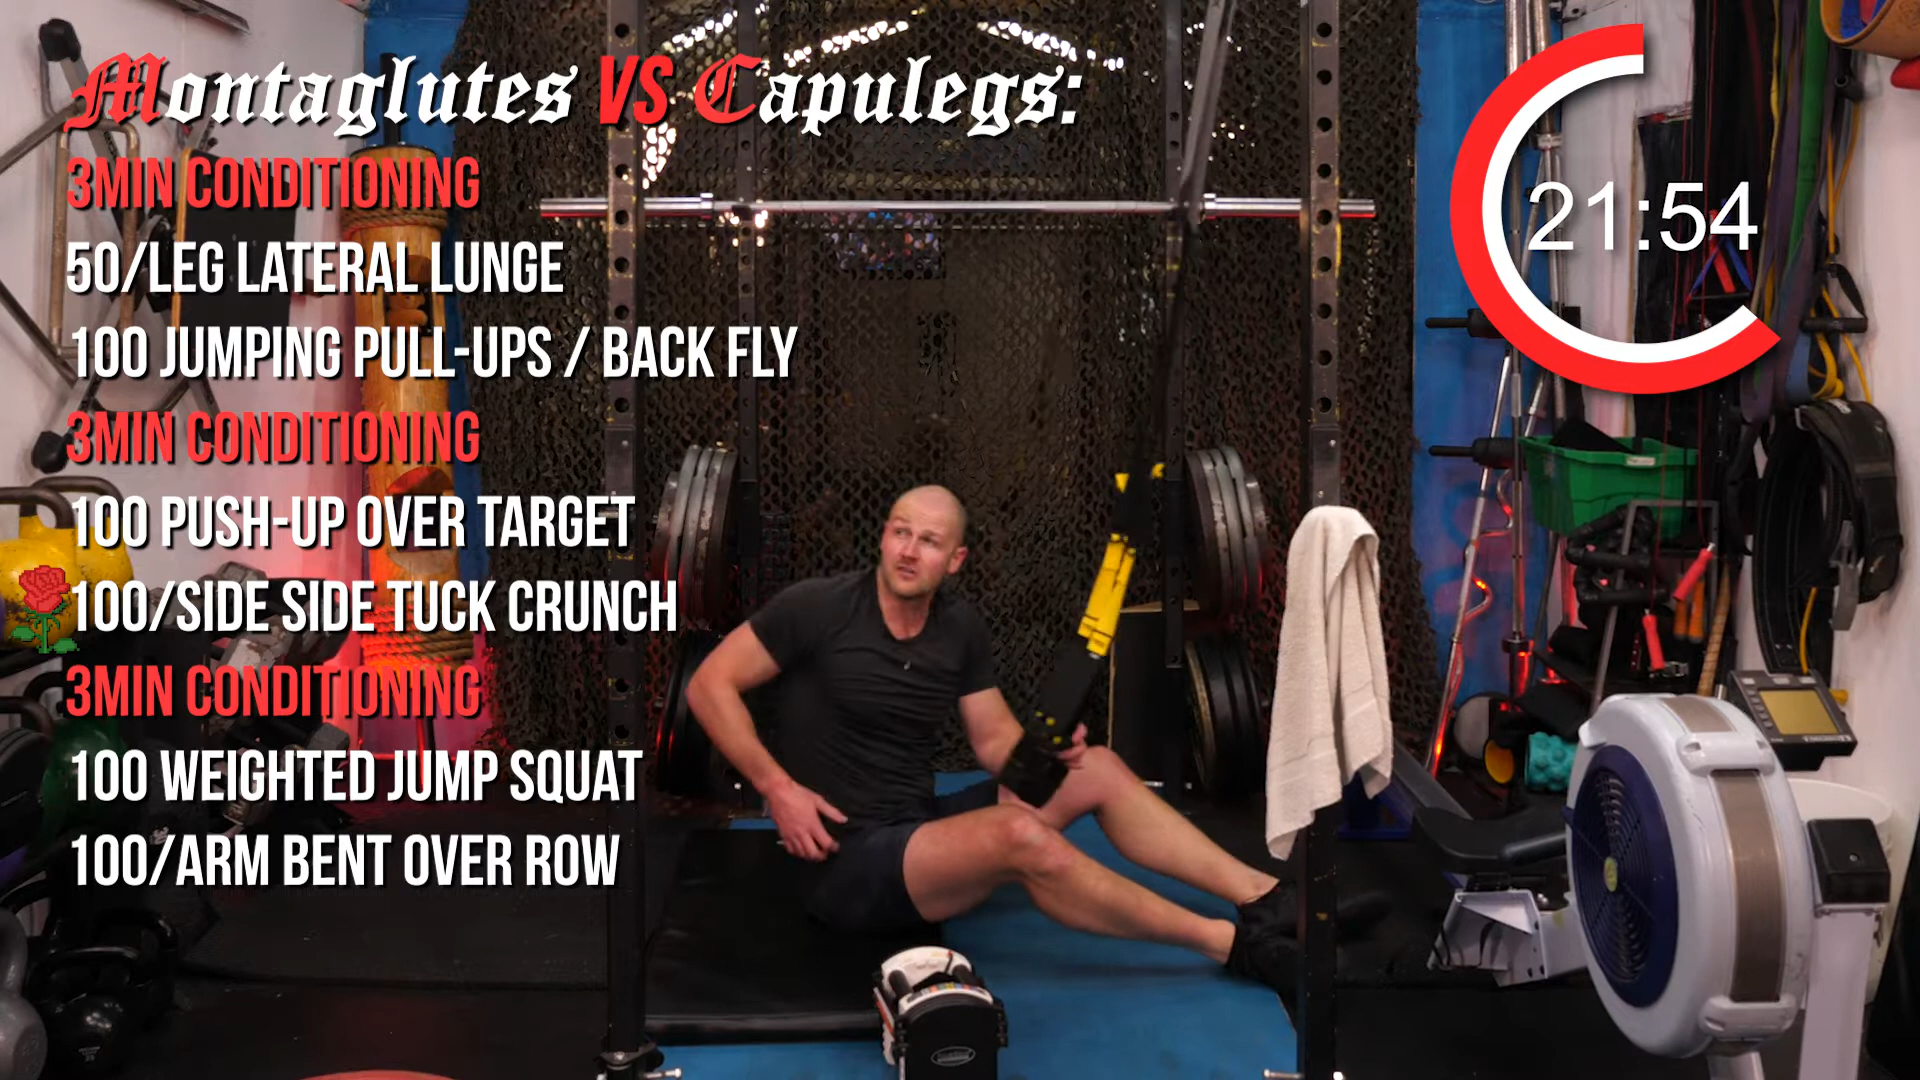 Montaglutes VS Capulegs:
3MIN CONDITIONING
50/LEG LATERAL LUNGE
100 JUMPING PULL-UPS / BACK FLY
3MIN CONDITIONING
100 PUSH-UP OVER TARGET
100/SIDE SIDE TUCK CRUNCH
3MIN CONDITIONING
100 WEIGHTED JUMP SQUAT
100/ARM BENT OVER ROW
21:54